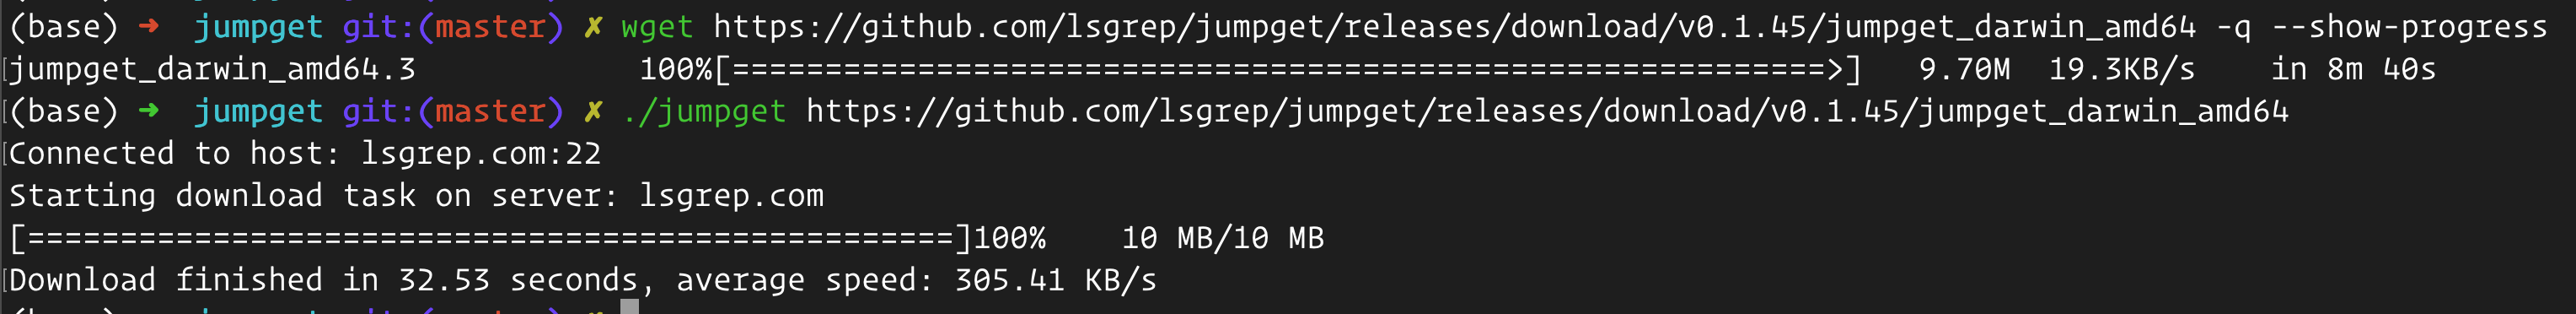 (base) ➜  jumpget git:(master) ✗ wget https://github.com/lsgrep/jumpget/releases/download/v0.1.45/jumpget_darwin_amd64 -q --show-progress
jumpget_darwin_amd64.3            100%[===========================================================>]   9.70M  19.3KB/s    in 8m 40s
(base) ➜  jumpget git:(master) ✗ ./jumpget https://github.com/lsgrep/jumpget/releases/download/v0.1.45/jumpget_darwin_amd64
Connected to host: lsgrep.com:22
Starting download task on server: lsgrep.com
[==================================================]100%    10 MB/10 MB
Download finished in 32.53 seconds, average speed: 305.41 KB/s